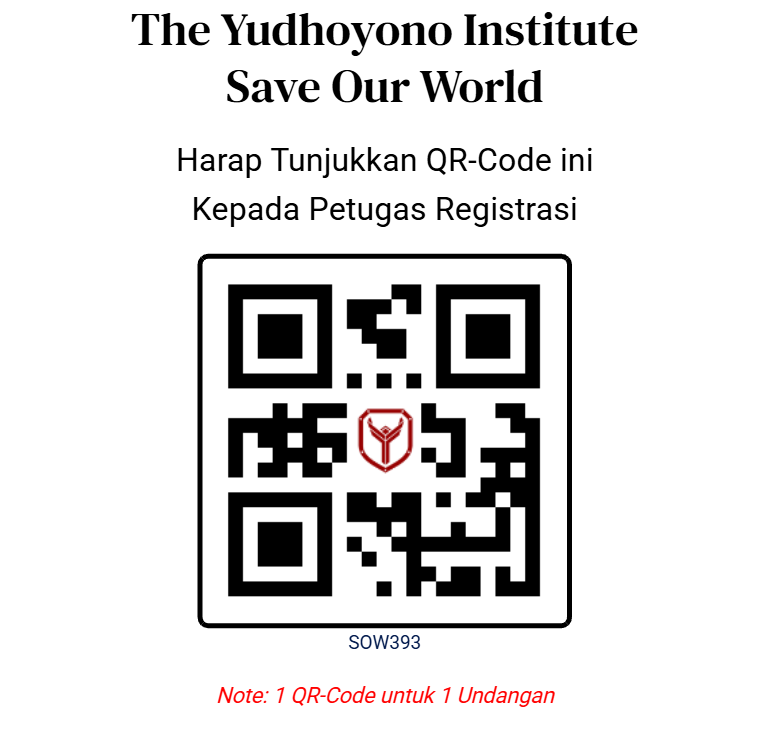 The Yudhoyono Institute
Save Our World
Harap Tunjukkan QR-Code ini
Kepada Petugas Registrasi
SOW393
Note: 1 QR-Code untuk 1 Undangan